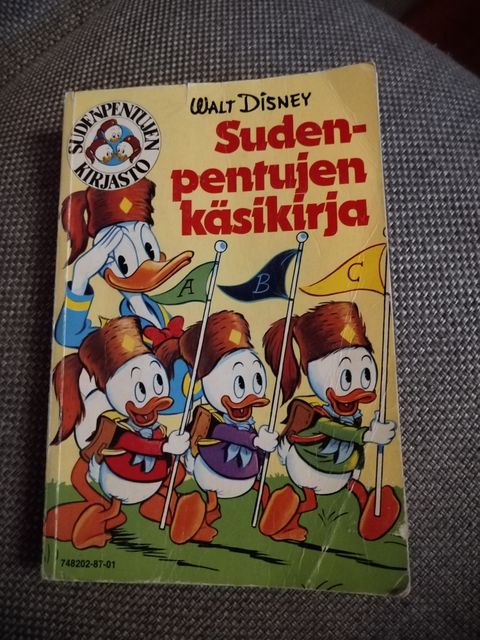 SUDENPENTUJEN
KIRJASTO
WALT DISNEY
Suden-
pentujen
käsikirja
A
B
C
748202-87-01